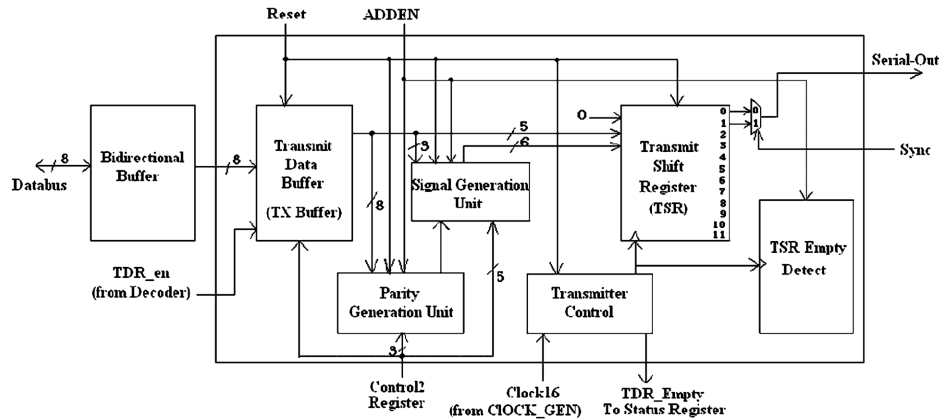 Reset
ADDEN
Serial-Out
Sync
8
Databus
Bidirectional
Buffer
8
Transmit
Data
Buffer
(TX Buffer)
TDR_en
(from Decoder)
8
3
5
6
0
Signal Generation
Unit
Transmit
Shift
Register
(TSR)
0
1
2
3
4
5
6
7
8
9
10
11
0
1
TSR Empty
Detect
Parity
Generation Unit
5
3
Transmitter
Control
Control2
Register
Clock16
(from ClOCK_GEN)
TDR_Empty
To Status Register